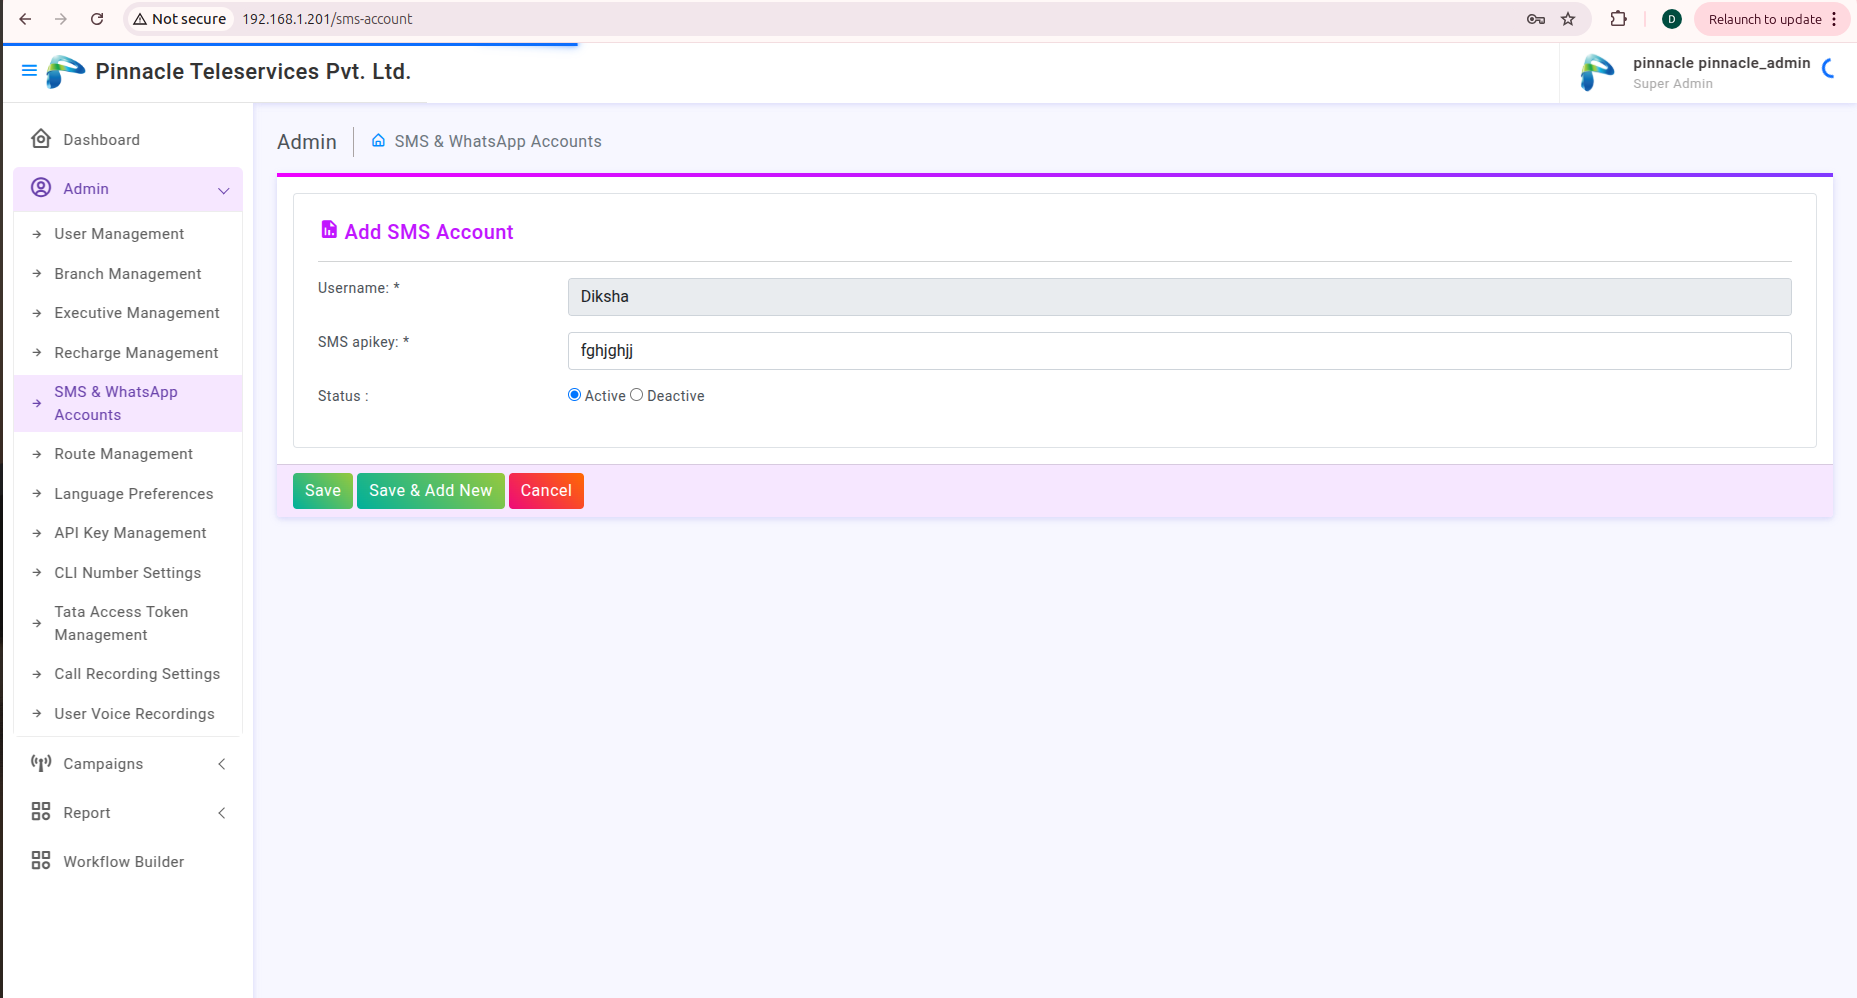 Not secure 192.168.1.201/sms-account D Relaunch to update
Pinnacle Teleservices Pvt. Ltd.
pinnacle pinnacle_admin
Super Admin
Dashboard
Admin
User Management
Branch Management
Executive Management
Recharge Management
SMS & WhatsApp
Accounts
Route Management
Language Preferences
API Key Management
CLI Number Settings
Tata Access Token
Management
Call Recording Settings
User Voice Recordings
Campaigns
Report
Workflow Builder
Admin SMS & WhatsApp Accounts
Add SMS Account
Username: * Diksha
SMS apikey: * fghjghjj
Status : Active Deactive
Save Save & Add New Cancel